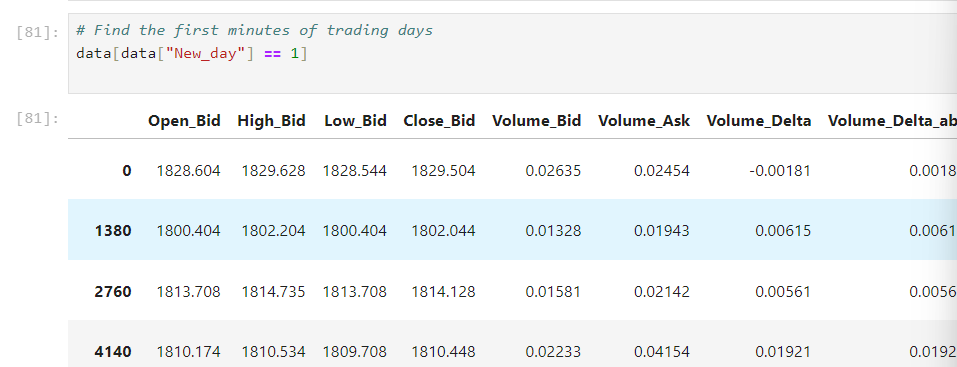 [81]: # Find the first minutes of trading days
data[data["New_day"] == 1]
[81]: Open_Bid High_Bid Low_Bid Close_Bid Volume_Bid Volume_Ask Volume_Delta Volume_Delta_ab
0 1828.604 1829.628 1828.544 1829.504 0.02635 0.02454 -0.00181 0.0018
1380 1800.404 1802.204 1800.404 1802.044 0.01328 0.01943 0.00615 0.0061
2760 1813.708 1814.735 1813.708 1814.128 0.01581 0.02142 0.00561 0.0056
4140 1810.174 1810.534 1809.708 1810.448 0.02233 0.04154 0.01921 0.0192